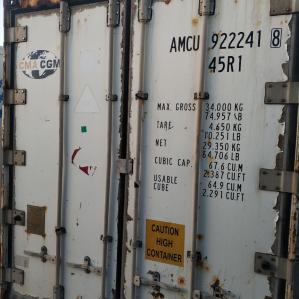 CMA CGM
AMCU 922241 8
45R1
MAX. GROSS 34.000 KG
74.957 LB
TARE 4.650 KG
10.251 LB
NET 29.350 KG
64.706 LB
CUBIC CAP. 67.6 CU.M
2.387 CU.FT
USABLE 64.9 CU.M
CUBE 2.291 CU.FT
CAUTION
HIGH
CONTAINER